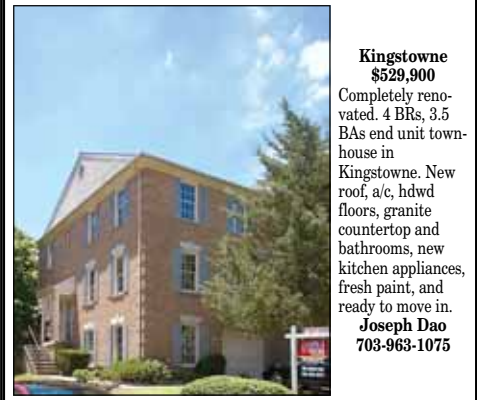 Kingstowne
$529,900
Completely reno-
vated. 4 BRs, 3.5
BAs end unit town-
house in
Kingstowne. New
roof, a/c, hdwd
floors, granite
countertop and
bathrooms, new
kitchen appliances,
fresh paint, and
ready to move in.
Joseph Dao
703-963-1075